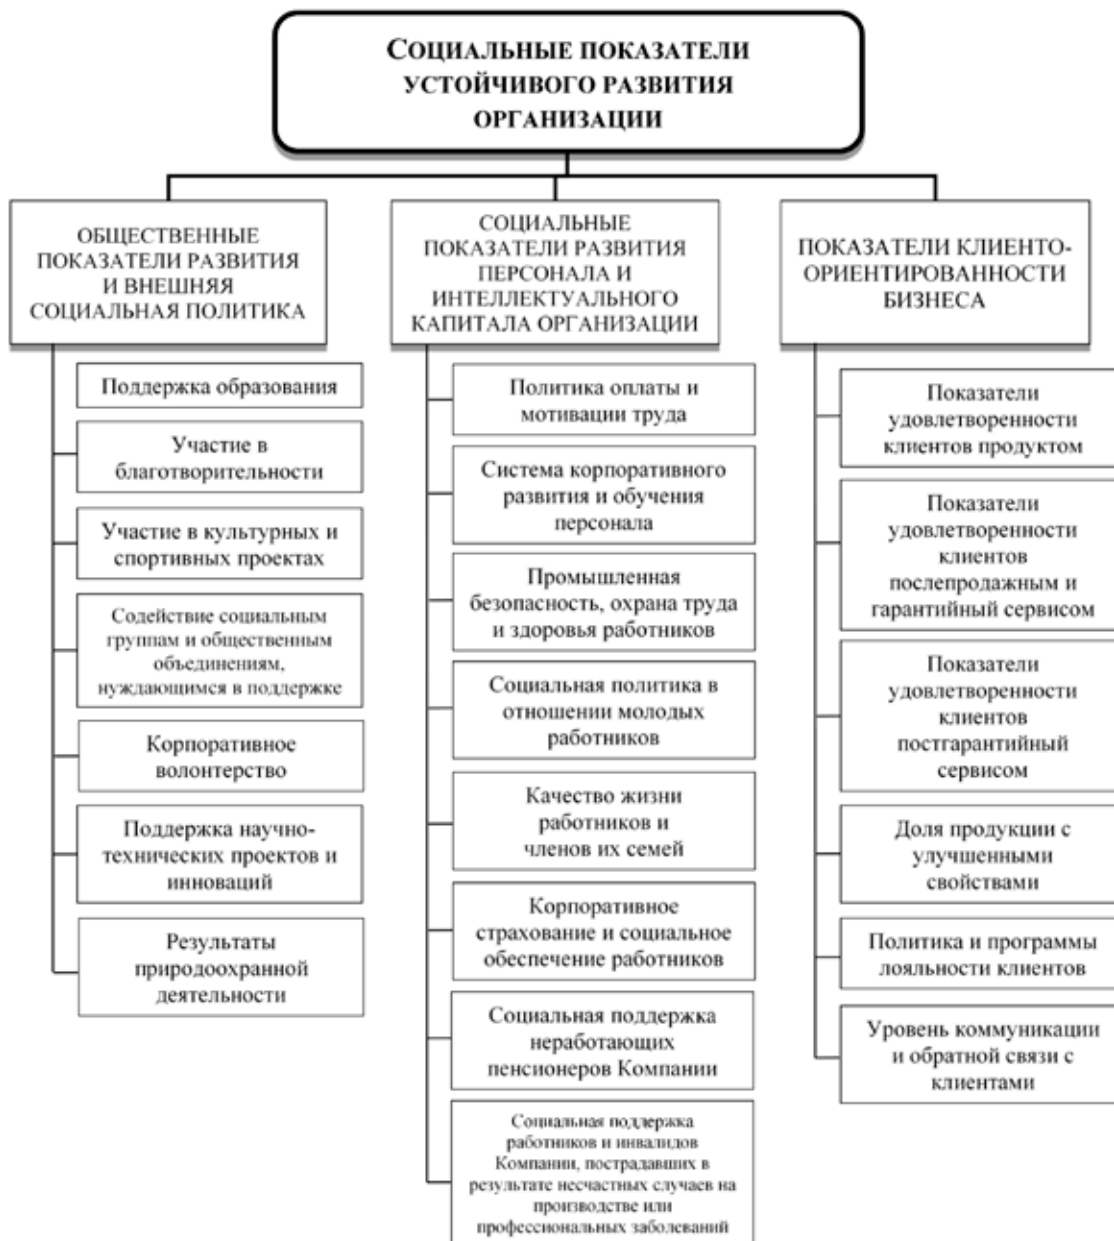 СОЦИАЛЬНЫЕ ПОКАЗАТЕЛИ
УСТОЙЧИВОГО РАЗВИТИЯ
ОРГАНИЗАЦИИ
ОБЩЕСТВЕННЫЕ
ПОКАЗАТЕЛИ РАЗВИТИЯ
И ВНЕШНЯЯ
СОЦИАЛЬНАЯ ПОЛИТИКА
Поддержка образования
Участие в
благотворительности
Участие в культурных и
спортивных проектах
Содействие социальным
группам и общественным
объединениям,
нуждающимся в поддержке
Корпоративное
волонтерство
Поддержка научно-
технических проектов и
инноваций
Результаты
природоохранной
деятельности
СОЦИАЛЬНЫЕ
ПОКАЗАТЕЛИ РАЗВИТИЯ
ПЕРСОНАЛА И
ИНТЕЛЛЕКТУАЛЬНОГО
КАПИТАЛА ОРГАНИЗАЦИИ
Политика оплаты и
мотивации труда
Система корпоративного
развития и обучения
персонала
Промышленная
безопасность, охрана труда
и здоровья работников
Социальная политика в
отношении молодых
работников
Качество жизни
работников и
членов их семей
Корпоративное
страхование и социальное
обеспечение работников
Социальная поддержка
неработающих
пенсионеров Компании
Социальная поддержка
работников и инвалидов
Компании, пострадавших в
результате несчастных случаев на
производстве или
профессиональных заболеваний
ПОКАЗАТЕЛИ КЛИЕНТО-
ОРИЕНТИРОВАННОСТИ
БИЗНЕСА
Показатели
удовлетворенности
клиентов продуктом
Показатели
удовлетворенности
клиентов
послепродажным и
гарантийный сервисом
Показатели
удовлетворенности
клиентов
постгарантийный
сервисом
Доля продукции с
улучшенными
свойствами
Политика и программы
лояльности клиентов
Уровень коммуникации
и обратной связи с
клиентами